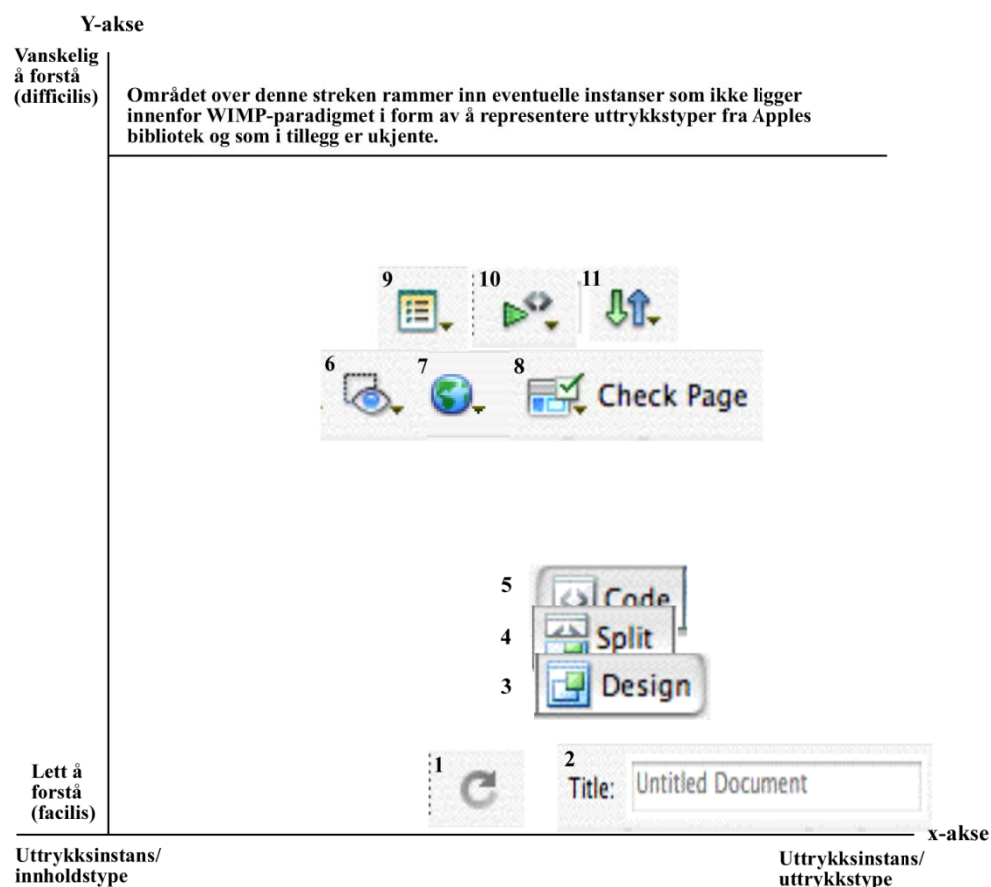 Y-akse
Vanskelig
å forstå
(difficilis)
Området over denne streken rammer inn eventuelle instanser som ikke ligger
innenfor WIMP-paradigmet i form av å representere uttrykkstyper fra Apples
bibliotek og som i tillegg er ukjente.
9 10 11
6 7 8 Check Page
5 Code
4 Split
3 Design
1 2
Title: Untitled Document
Lett å
forstå
(facilis)
x-akse
Uttrykksinstans/
innholdstype
Uttrykksinstans/
uttrykkstype